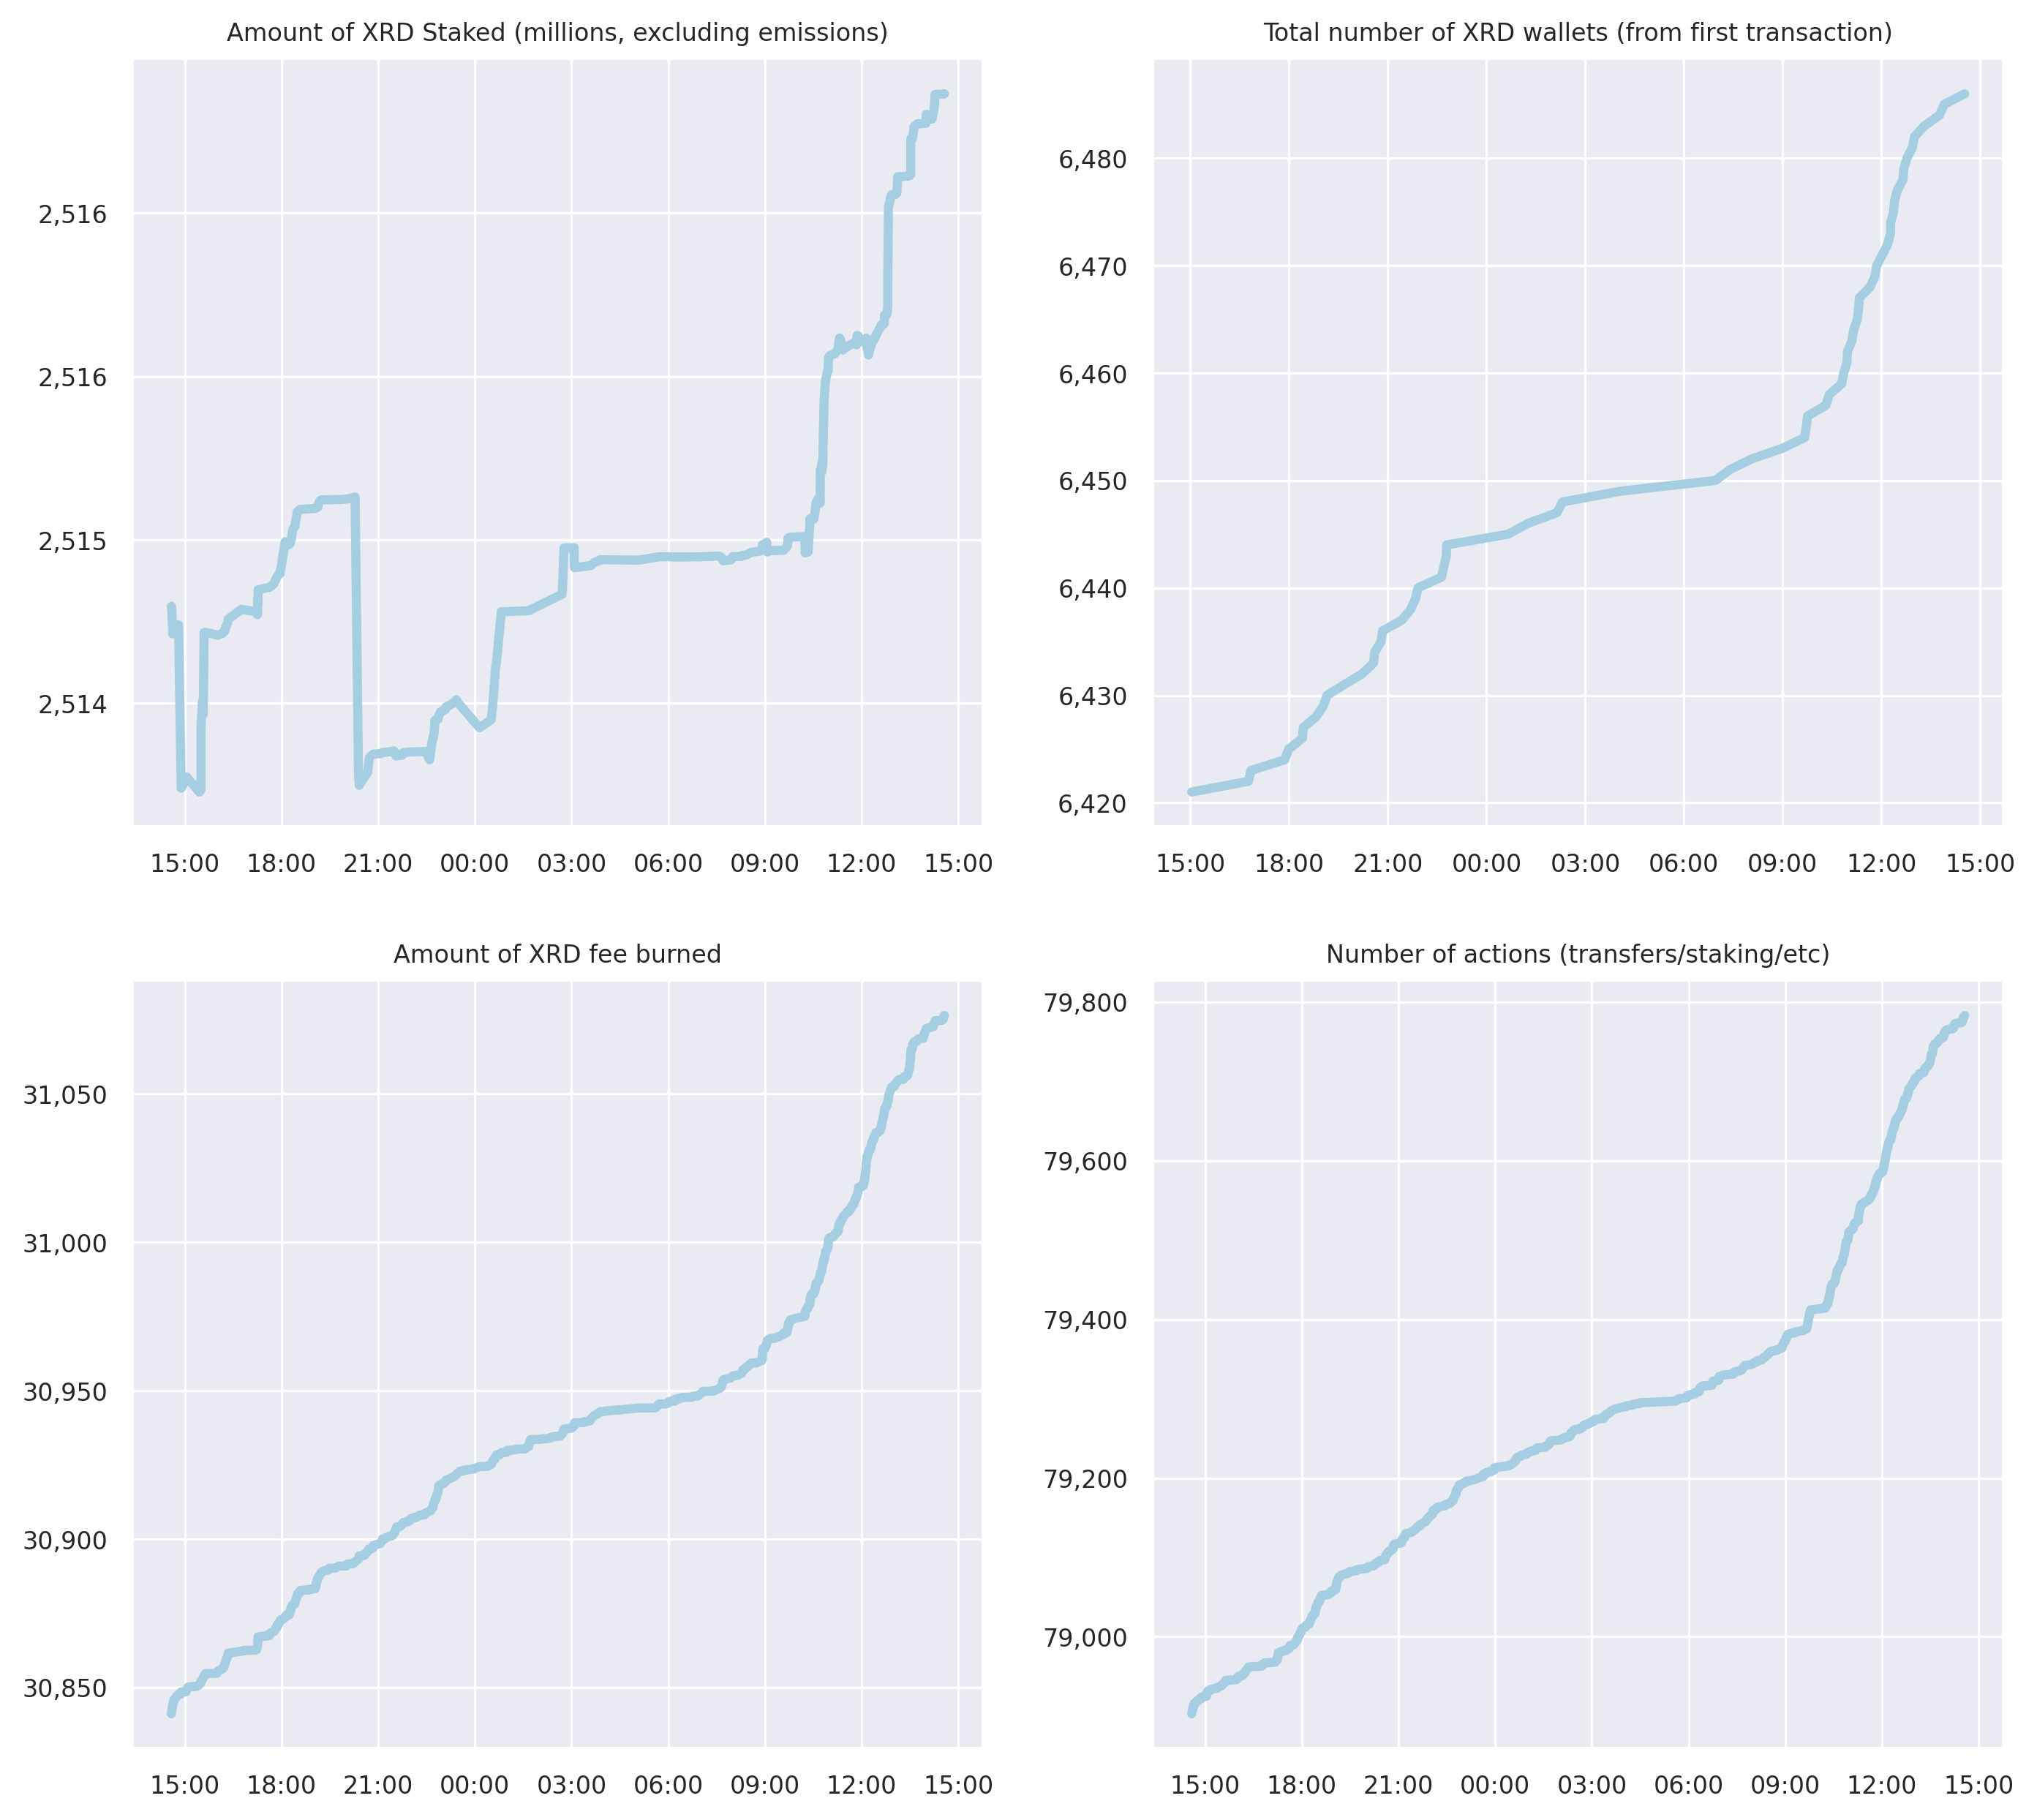 Amount of XRD Staked (millions, excluding emissions)
2,516
2,516
2,515
2,514
15:00 18:00 21:00 00:00 03:00 06:00 09:00 12:00 15:00
Total number of XRD wallets (from first transaction)
6,480
6,470
6,460
6,450
6,440
6,430
6,420
15:00 18:00 21:00 00:00 03:00 06:00 09:00 12:00 15:00
Amount of XRD fee burned
31,050
31,000
30,950
30,900
30,850
15:00 18:00 21:00 00:00 03:00 06:00 09:00 12:00 15:00
Number of actions (transfers/staking/etc)
79,800
79,600
79,400
79,200
79,000
15:00 18:00 21:00 00:00 03:00 06:00 09:00 12:00 15:00